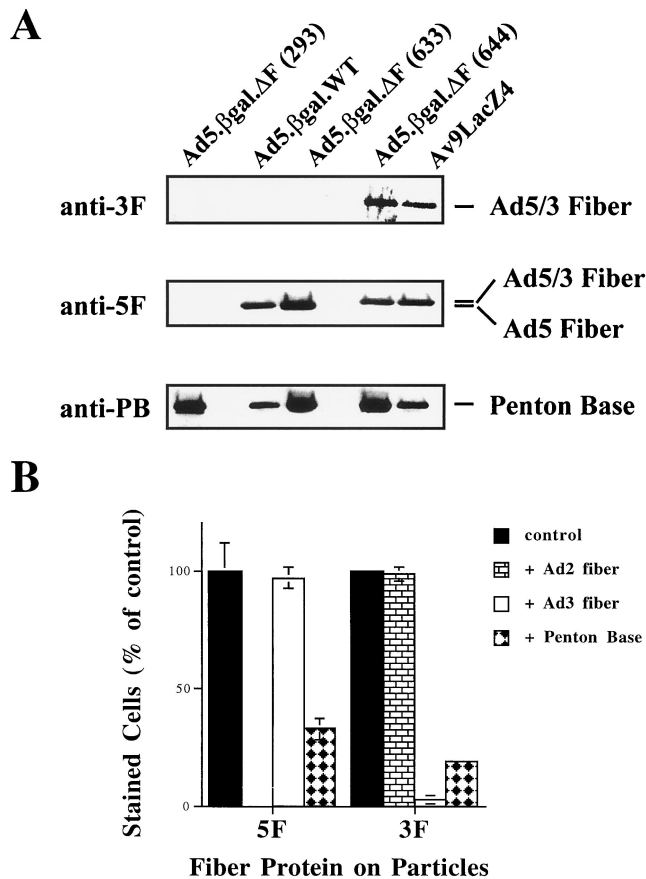 A
Ad5.βgal.ΔF (293)
Ad5.βgal.WT
Ad5.βgal.ΔF (633)
Ad5.βgal.ΔF (644)
Av9LacZ4
anti-3F
Ad5/3 Fiber
anti-5F
Ad5/3 Fiber
Ad5 Fiber
anti-PB
Penton Base
B
Stained Cells (% of control)
100
50
0
control
+ Ad2 fiber
+ Ad3 fiber
+ Penton Base
5F
3F
Fiber Protein on Particles